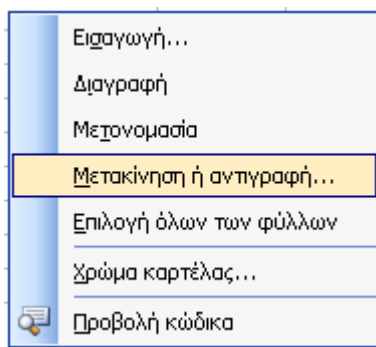 Εισαγωγή...
Διαγραφή
Μετονομασία
Μετακίνηση ή αντιγραφή...
Επιλογή όλων των φύλλων
Χρώμα καρτέλας...
Προβολή κώδικα